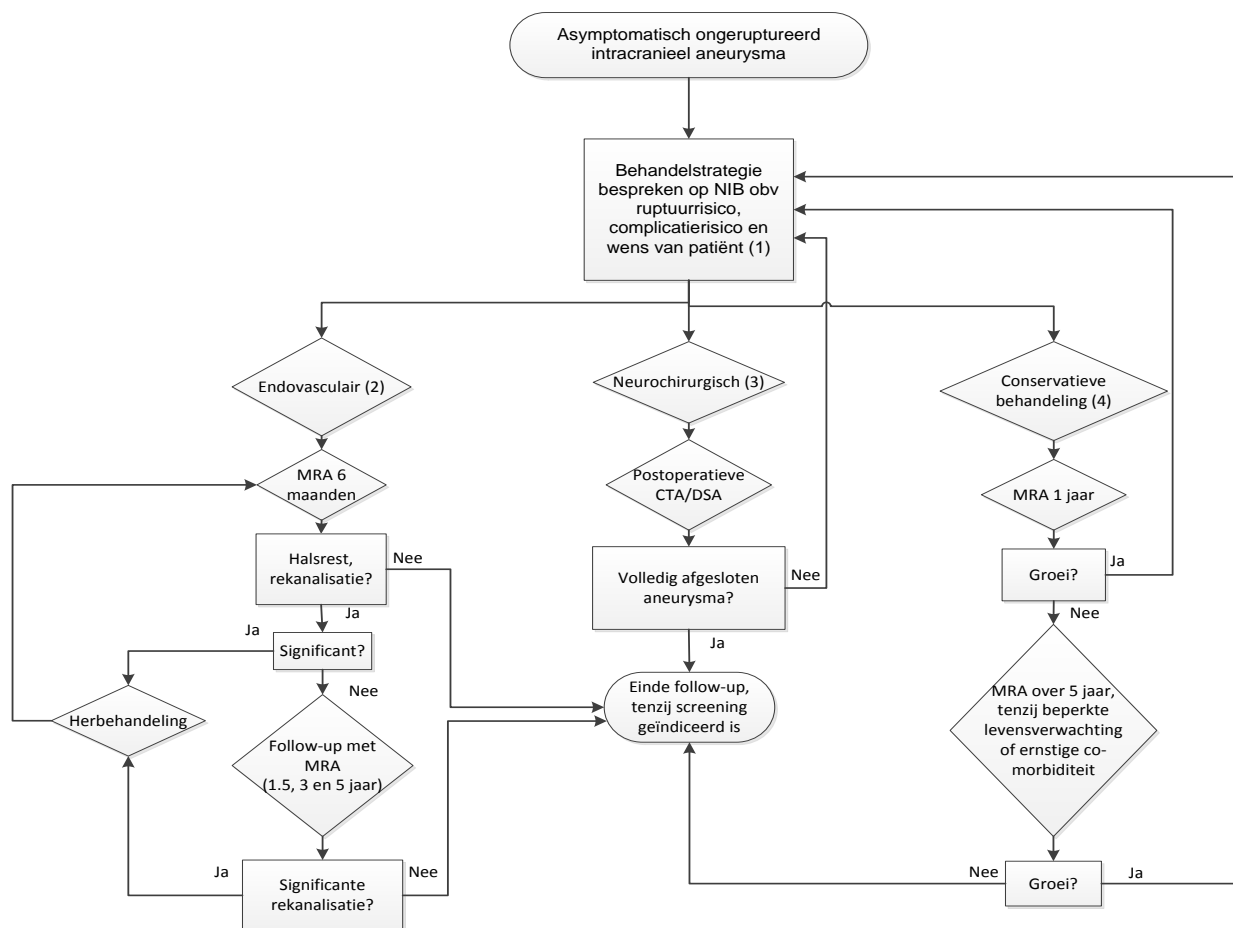 Asymptomatisch ongeruptureerd
intracranieel aneurysma
Behandelstrategie
bespreken op NIB obv
ruptuurrisico,
complicatierisico en
wens van patiënt (1)
Endovasculair (2)
MRA 6
maanden
Halsrest,
rekanalisatie?
Nee
Ja
Ja
Significant?
Nee
Herbehandeling
Follow-up met
MRA
(1.5, 3 en 5 jaar)
Ja
Nee
Significante
rekanalisatie?
Neurochirurgisch (3)
Postoperatieve
CTA/DSA
Volledig afgesloten
aneurysma?
Nee
Ja
Einde follow-up,
tenzij screening
geïndiceerd is
Conservatieve
behandeling (4)
MRA 1 jaar
Groei?
Ja
Nee
MRA over 5 jaar,
tenzij beperkte
levensverwachting
of ernstige co-
morbiditeit
Nee
Groei?
Ja